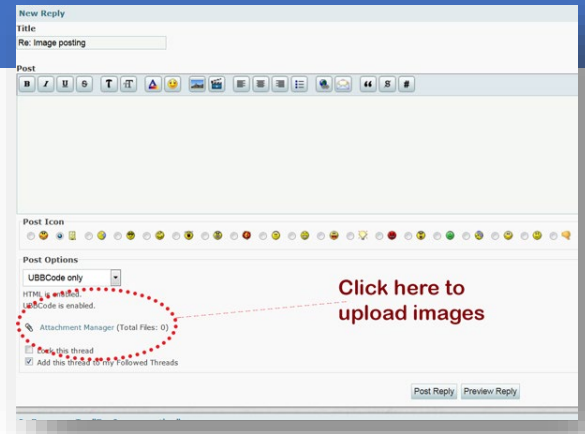 New Reply
Title
Re: Image posting
Post
B I U S T T
Post Icon
Post Options
UBBCode only
HTML is enabled.
UBBCode is enabled.
Attachment Manager (Total Files: 0)
Lock this thread
Add this thread to my Followed Threads
Click here to
upload images
Post Reply Preview Reply